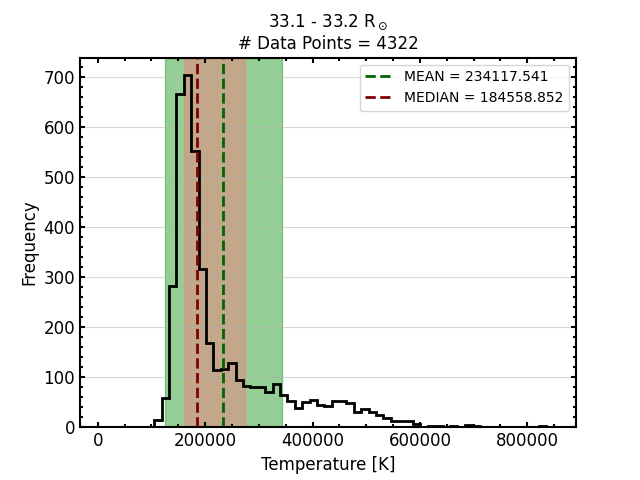 33.1 - 33.2 R⊙
# Data Points = 4322
MEAN = 234117.541
MEDIAN = 184558.852
Frequency
700
600
500
400
300
200
100
0
0 200000 400000 600000 800000
Temperature [K]